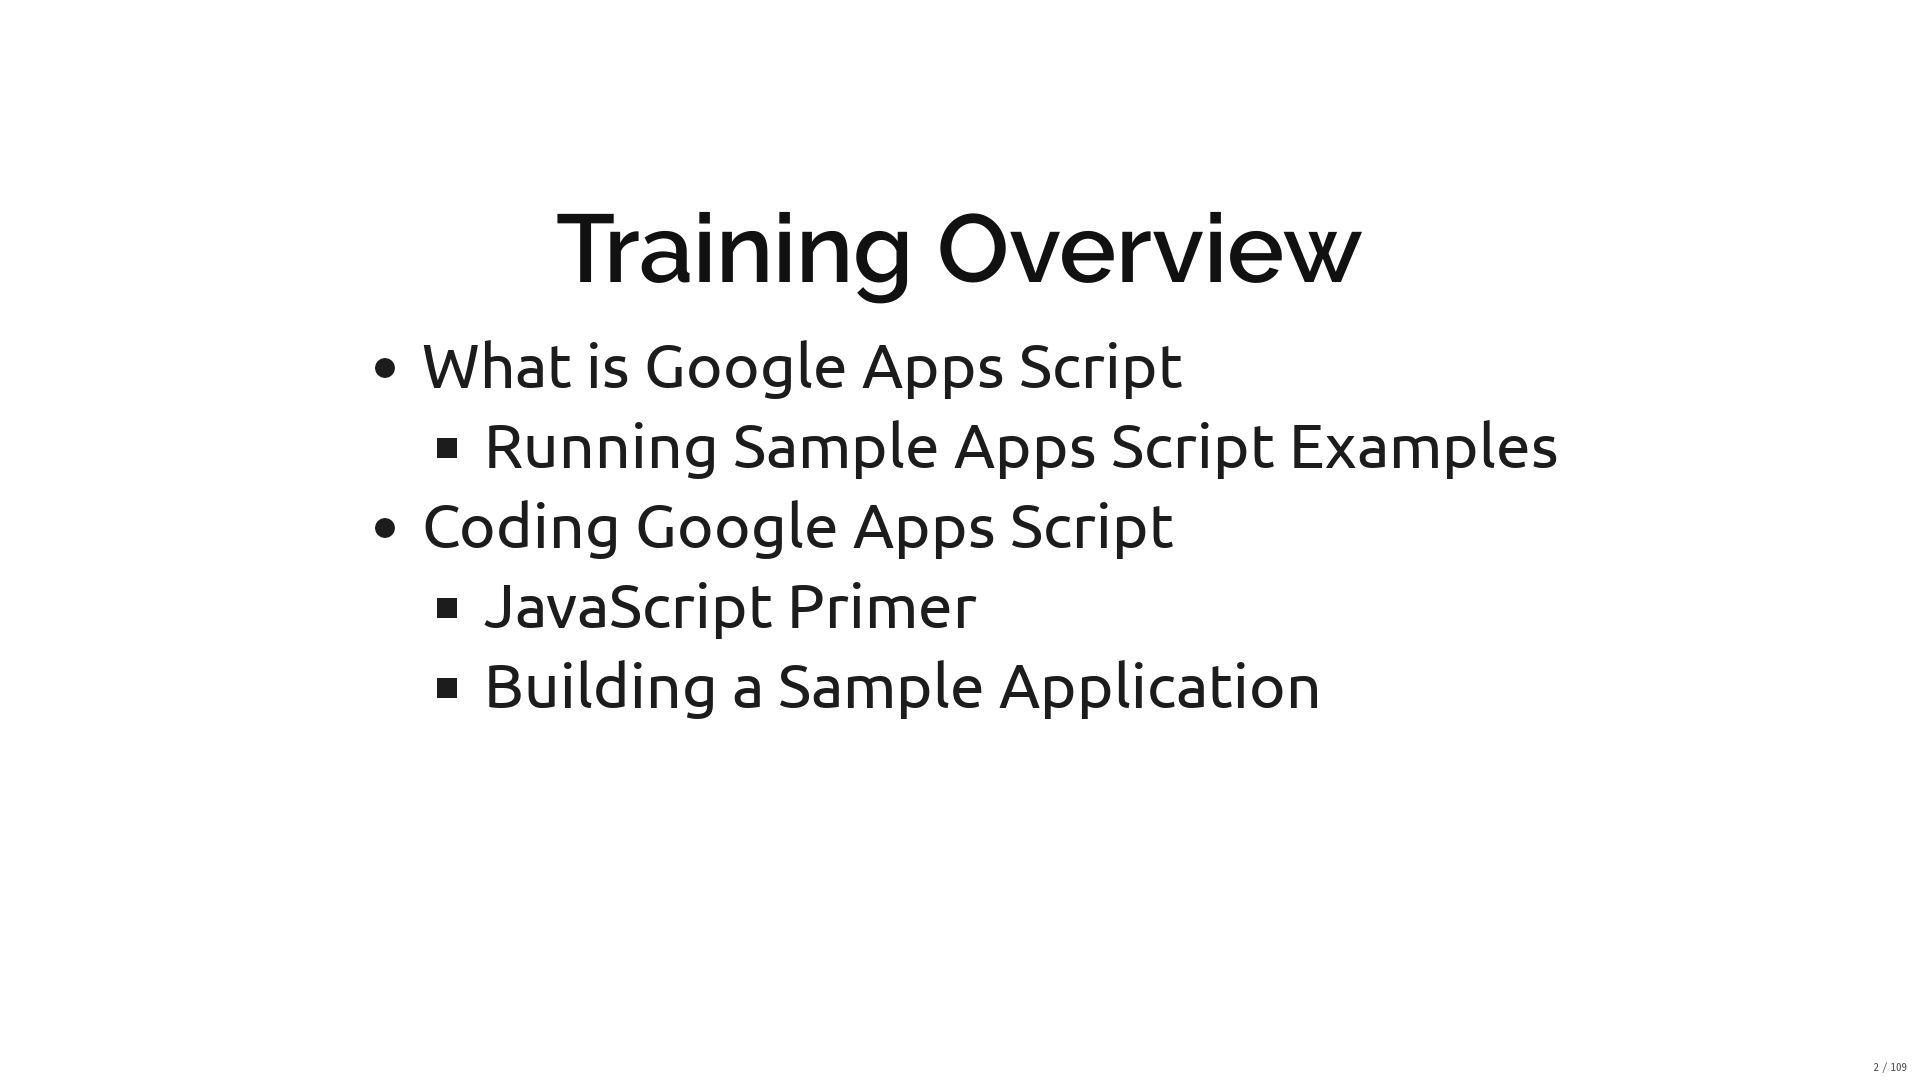 Training Overview
What is Google Apps Script
Running Sample Apps Script Examples
Coding Google Apps Script
JavaScript Primer
Building a Sample Application
2 / 109